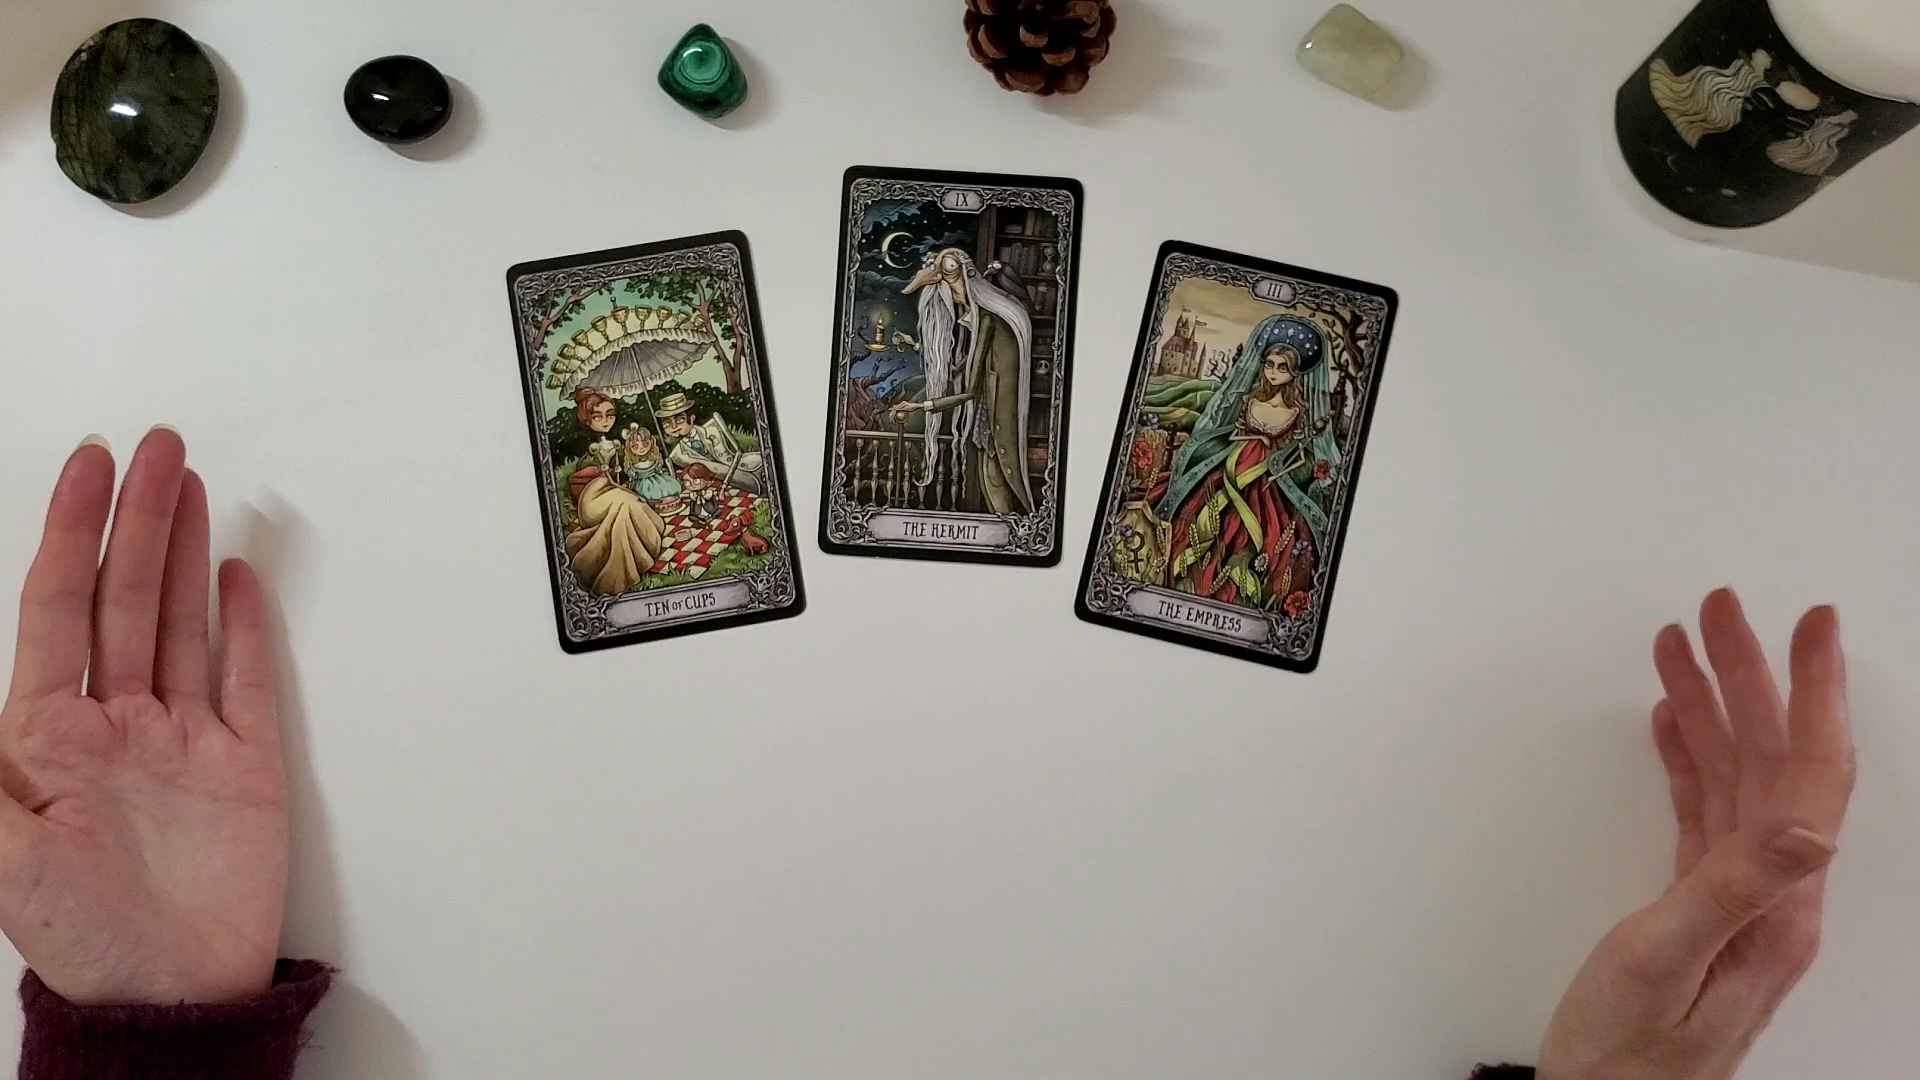 TEN OF CUPS
IX
THE HERMIT
III
THE EMPRESS